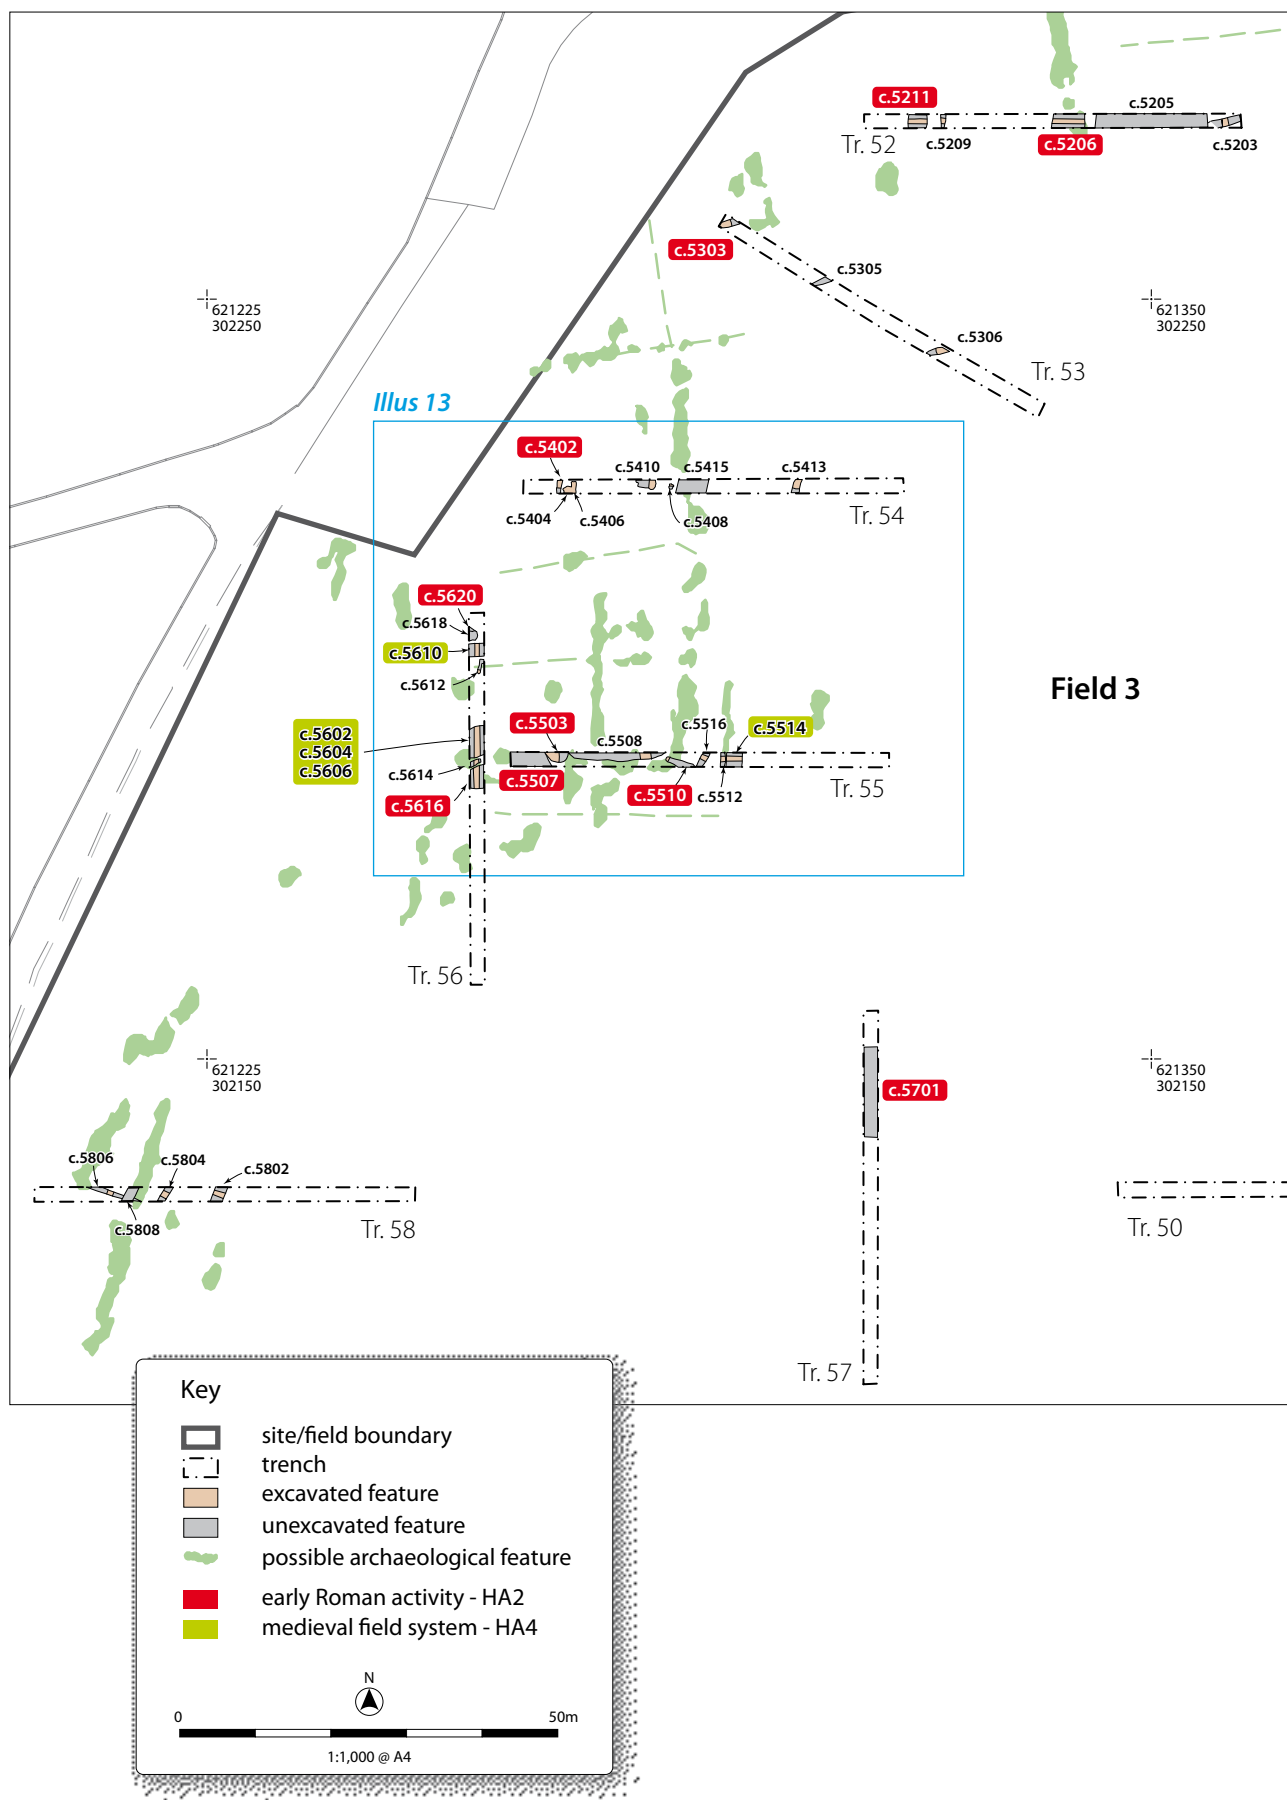 c.5211
c.5205
Tr. 52
c.5209
c.5206
c.5203
c.5303
c.5305
621225
302250
621350
302250
c.5306
Tr. 53
Illus 13
c.5402
c.5410
c.5415
c.5413
c.5404
c.5406
c.5408
Tr. 54
c.5620
c.5618
c.5610
c.5612
Field 3
c.5602
c.5604
c.5606
c.5503
c.5508
c.5516
c.5514
c.5614
c.5507
c.5510
c.5512
Tr. 55
c.5616
Tr. 56
621225
302150
621350
302150
c.5701
c.5806
c.5804
c.5802
c.5808
Tr. 58
Tr. 50
Tr. 57
Key
site/field boundary
trench
excavated feature
unexcavated feature
possible archaeological feature
early Roman activity - HA2
medieval field system - HA4
N
0
50m
1:1,000 @ A4